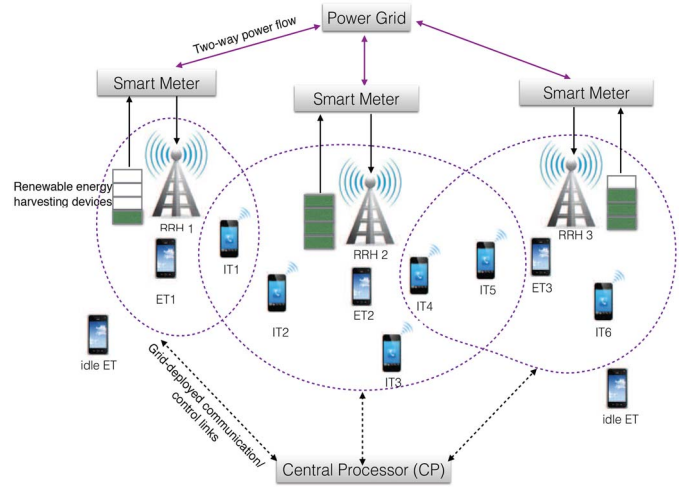 Power Grid
Two-way power flow
Smart Meter
Smart Meter
Smart Meter
Renewable energy
harvesting devices
RRH 1
RRH 2
RRH 3
IT1
ET1
IT2
ET2
IT4
IT5
ET3
IT6
IT3
idle ET
idle ET
Grid-deployed communication/
control links
Central Processor (CP)